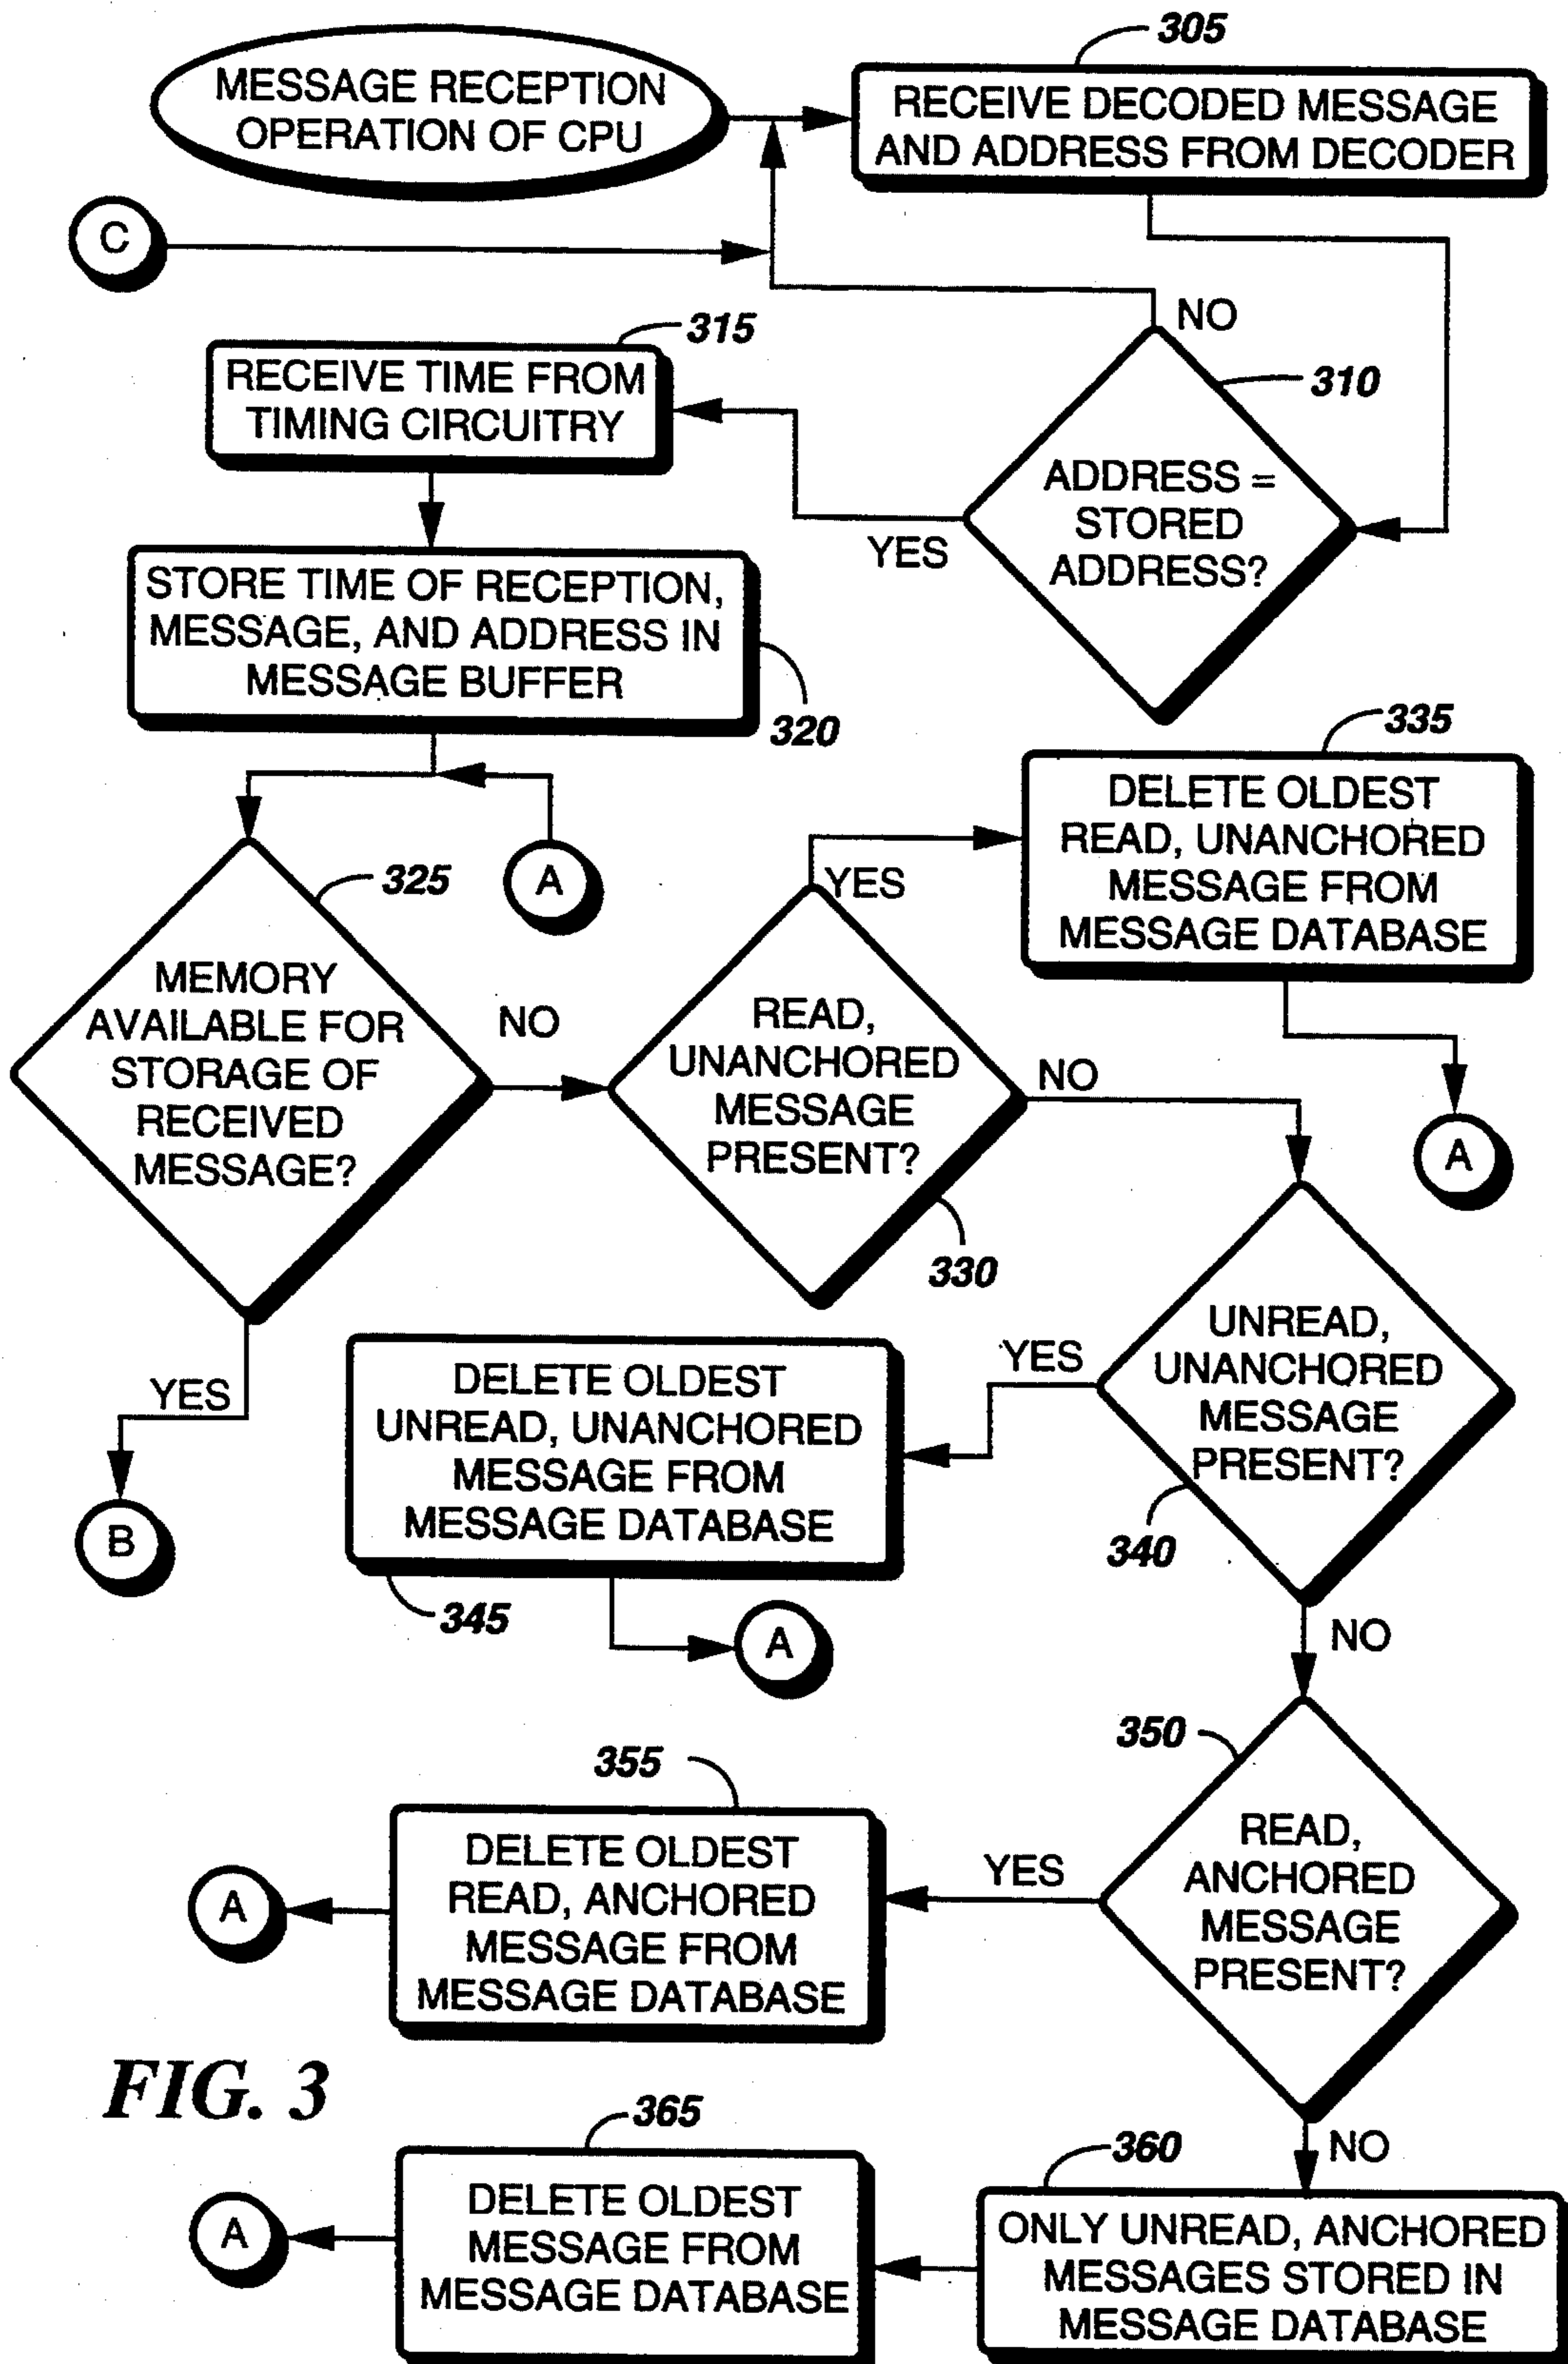 305
MESSAGE RECEPTION
OPERATION OF CPU
RECEIVE DECODED MESSAGE
AND ADDRESS FROM DECODER
C
NO
315
310
RECEIVE TIME FROM
TIMING CIRCUITRY
ADDRESS =
STORED
ADDRESS?
YES
STORE TIME OF RECEPTION,
MESSAGE, AND ADDRESS IN
MESSAGE BUFFER
320
335
DELETE OLDEST
READ, UNANCHORED
MESSAGE FROM
MESSAGE DATABASE
A
325
YES
MEMORY
AVAILABLE FOR
STORAGE OF
RECEIVED
MESSAGE?
NO
READ,
UNANCHORED
MESSAGE
PRESENT?
NO
A
330
UNREAD,
UNANCHORED
MESSAGE
PRESENT?
YES
YES
DELETE OLDEST
UNREAD, UNANCHORED
MESSAGE FROM
MESSAGE DATABASE
B
340
345
A
NO
350
355
READ,
ANCHORED
MESSAGE
PRESENT?
YES
DELETE OLDEST
READ, ANCHORED
MESSAGE FROM
MESSAGE DATABASE
A
FIG. 3
365
360
NO
DELETE OLDEST
MESSAGE FROM
MESSAGE DATABASE
A
ONLY UNREAD, ANCHORED
MESSAGES STORED IN
MESSAGE DATABASE